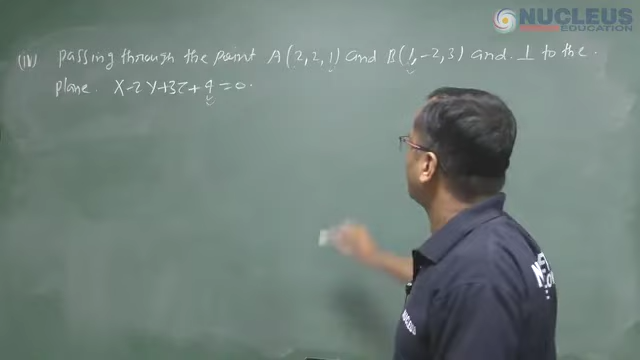 NUCLEUS
EDUCATION
(iv) passing through the point A(2,2,1) and B(1,-2,3) and ⊥ to the.
plane. x-2y+3z+4=0.